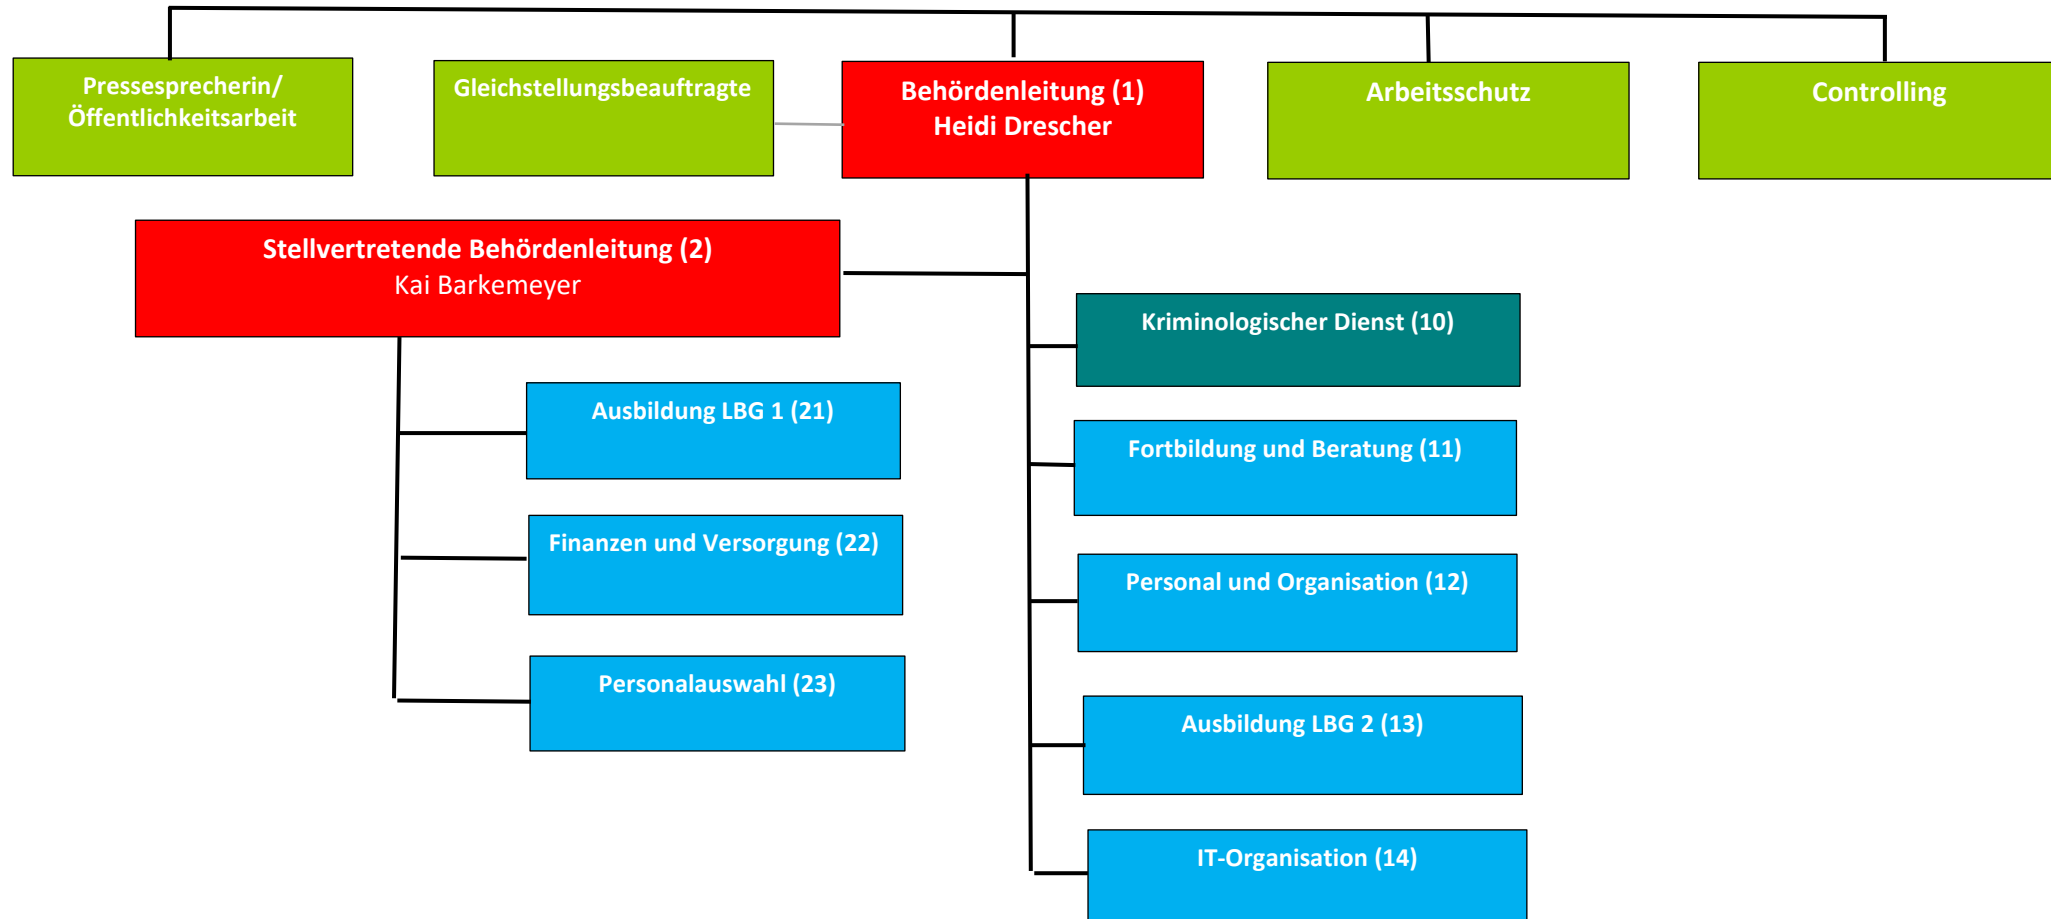 Pressesprecherin/
Öffentlichkeitsarbeit
Gleichstellungsbeauftragte
Behördenleitung (1)
Heidi Drescher
Arbeitsschutz
Controlling
Stellvertretende Behördenleitung (2)
Kai Barkemeyer
Kriminologischer Dienst (10)
Ausbildung LBG 1 (21)
Fortbildung und Beratung (11)
Finanzen und Versorgung (22)
Personal und Organisation (12)
Personalauswahl (23)
Ausbildung LBG 2 (13)
IT-Organisation (14)